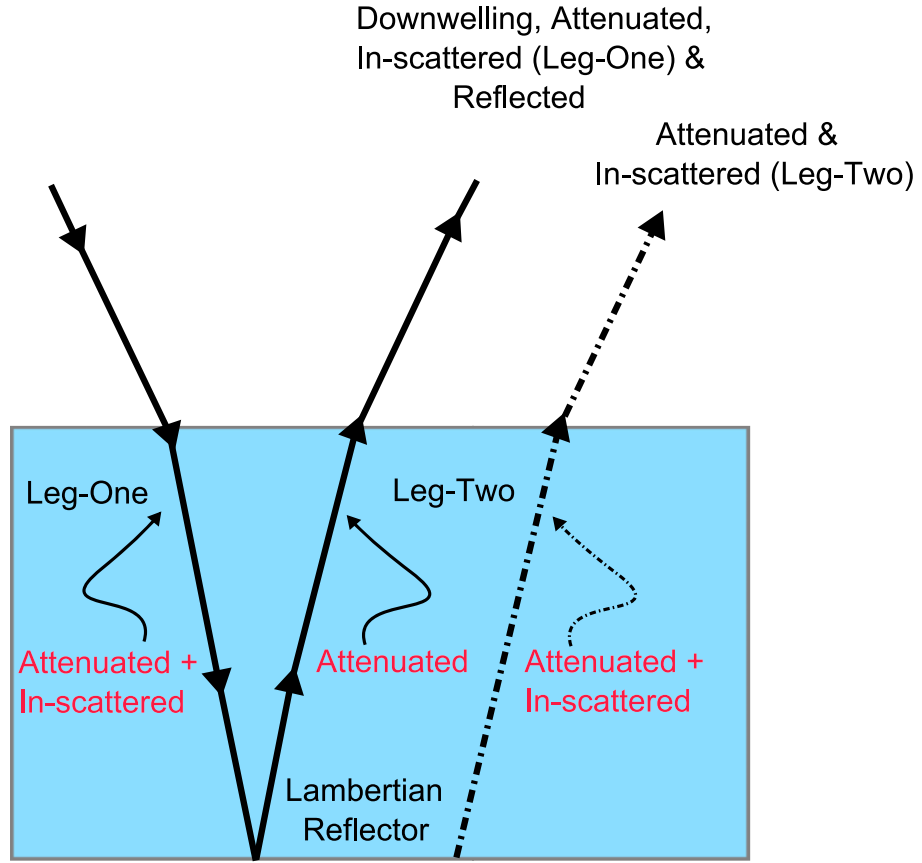 Downwelling, Attenuated,
In-scattered (Leg-One) &
Reflected
Attenuated &
In-scattered (Leg-Two)
Leg-One
Leg-Two
Attenuated +
In-scattered
Attenuated
Attenuated +
In-scattered
Lambertian
Reflector